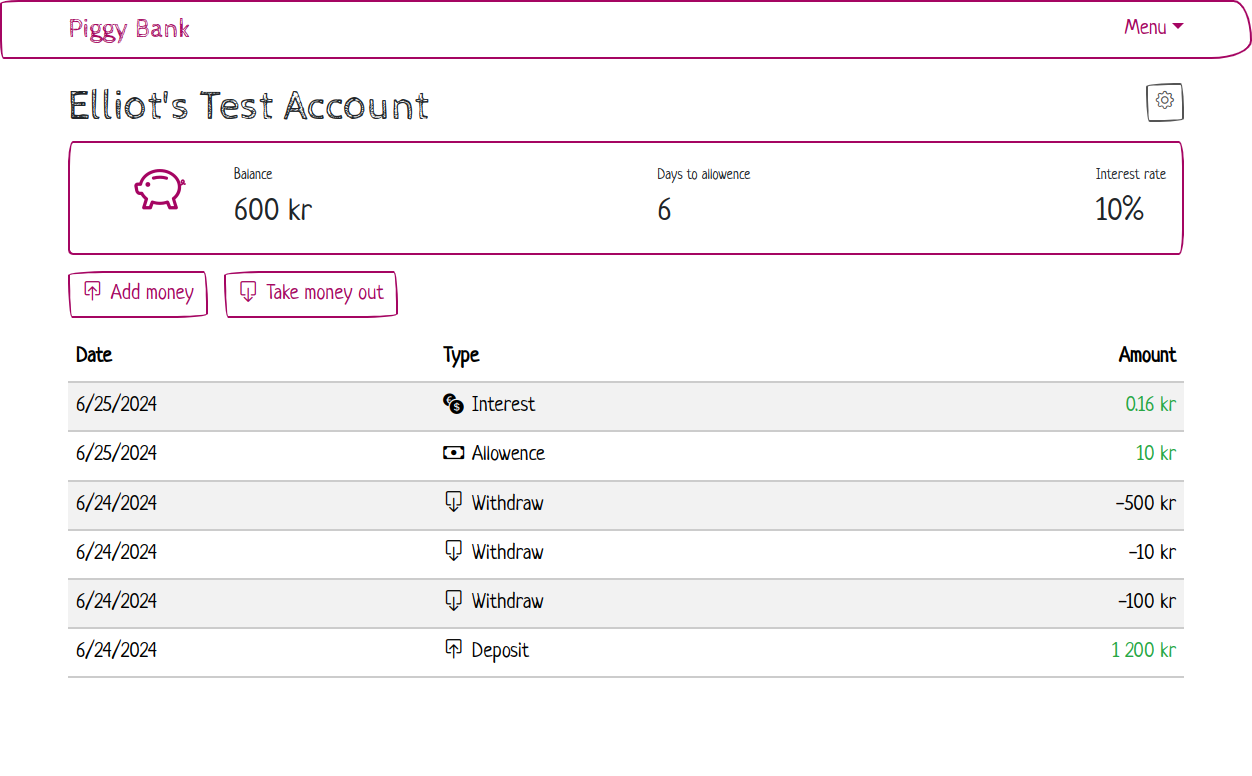 Piggy Bank Menu
Elliot's Test Account
Balance Days to allowence Interest rate
600 kr 6 10%
Add money Take money out
Date Type Amount
6/25/2024 Interest 0.16 kr
6/25/2024 Allowence 10 kr
6/24/2024 Withdraw -500 kr
6/24/2024 Withdraw -10 kr
6/24/2024 Withdraw -100 kr
6/24/2024 Deposit 1 200 kr